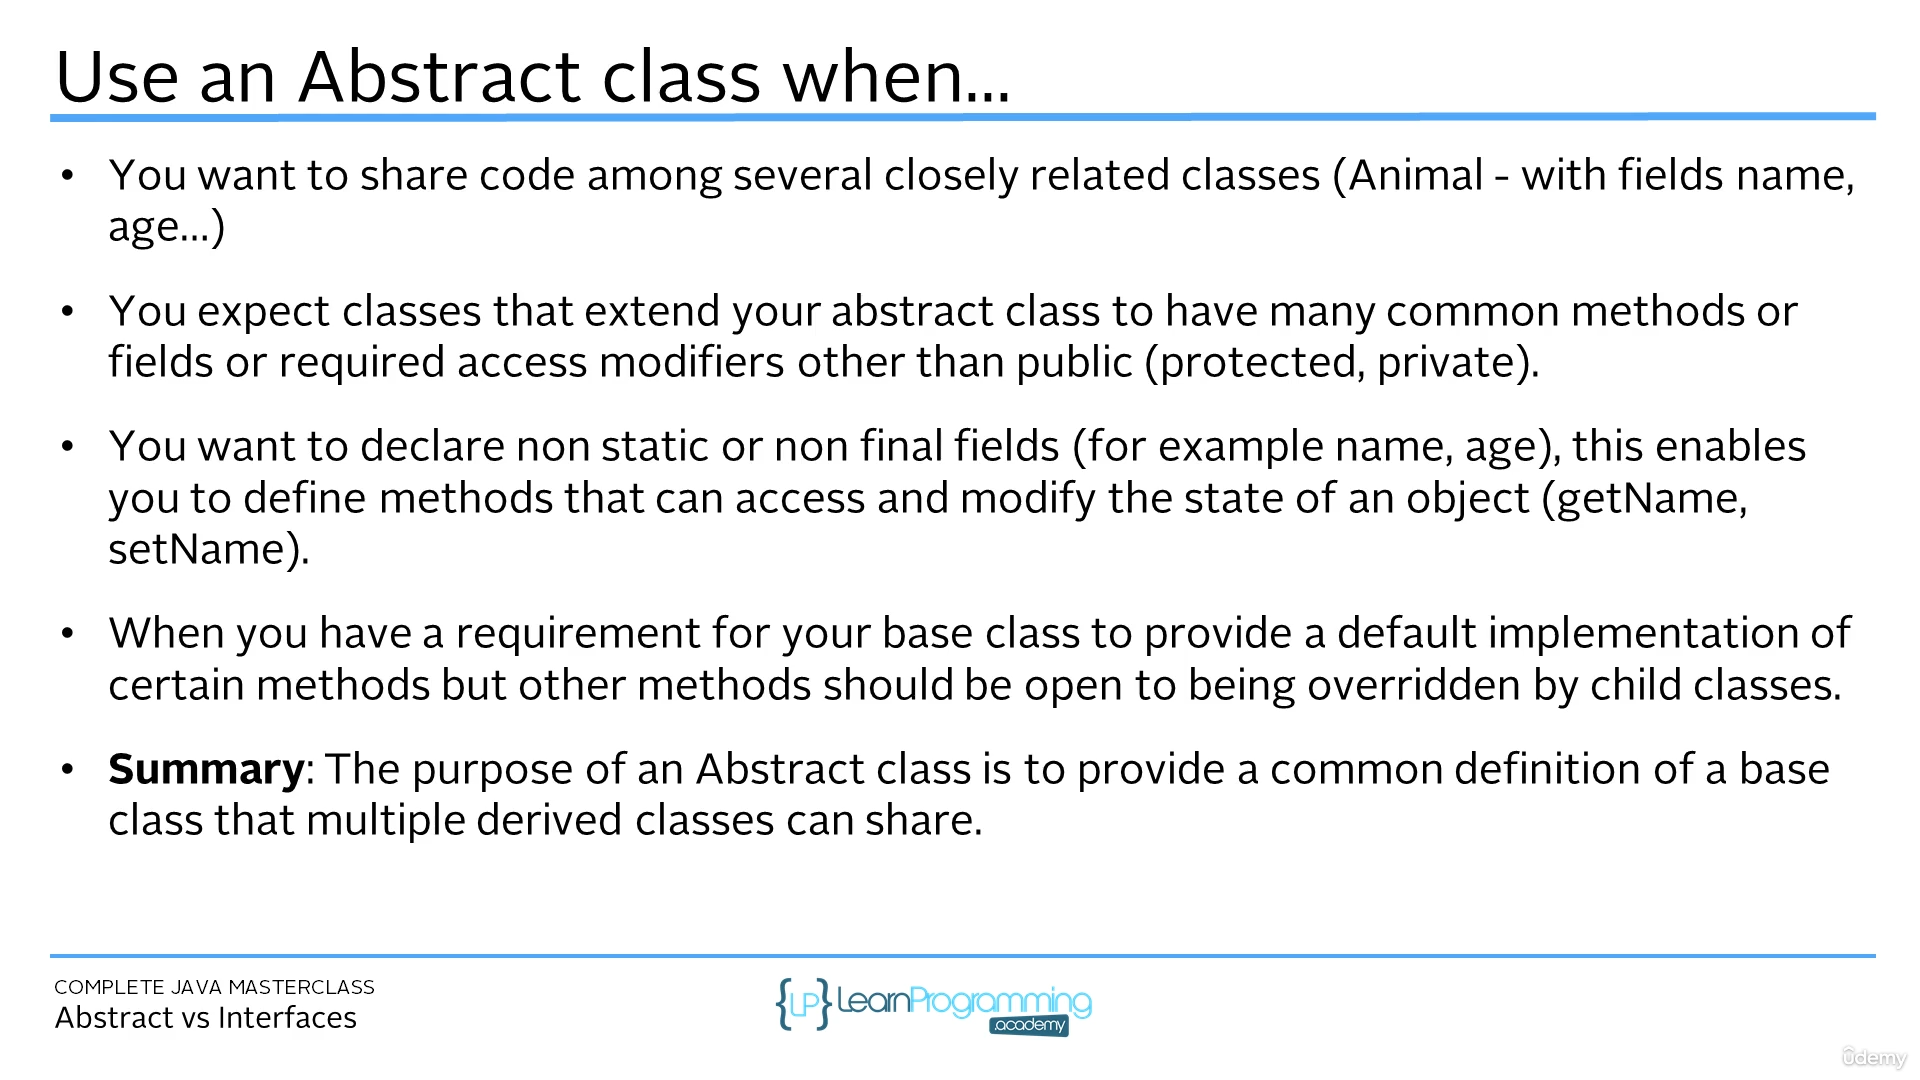 Use an Abstract class when...
• You want to share code among several closely related classes (Animal - with fields name,
age...)
• You expect classes that extend your abstract class to have many common methods or
fields or required access modifiers other than public (protected, private).
• You want to declare non static or non final fields (for example name, age), this enables
you to define methods that can access and modify the state of an object (getName,
setName).
• When you have a requirement for your base class to provide a default implementation of
certain methods but other methods should be open to being overridden by child classes.
• Summary: The purpose of an Abstract class is to provide a common definition of a base
class that multiple derived classes can share.
COMPLETE JAVA MASTERCLASS
Abstract vs Interfaces
{LP} LearnProgramming
.academy
ûdemy